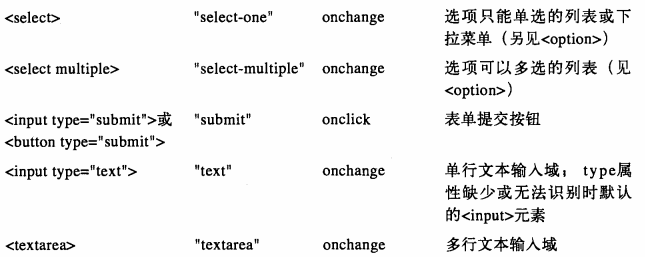 <select> "select-one" onchange 选项只能单选的列表或下
拉菜单（另见<option>）
<select multiple> "select-multiple" onchange 选项可以多选的列表（见
<option>）
<input type="submit">或 "submit" onclick 表单提交按钮
<button type="submit">
<input type="text"> "text" onchange 单行文本输入域；type属
性缺少或无法识别时默认
的<input>元素
<textarea> "textarea" onchange 多行文本输入域